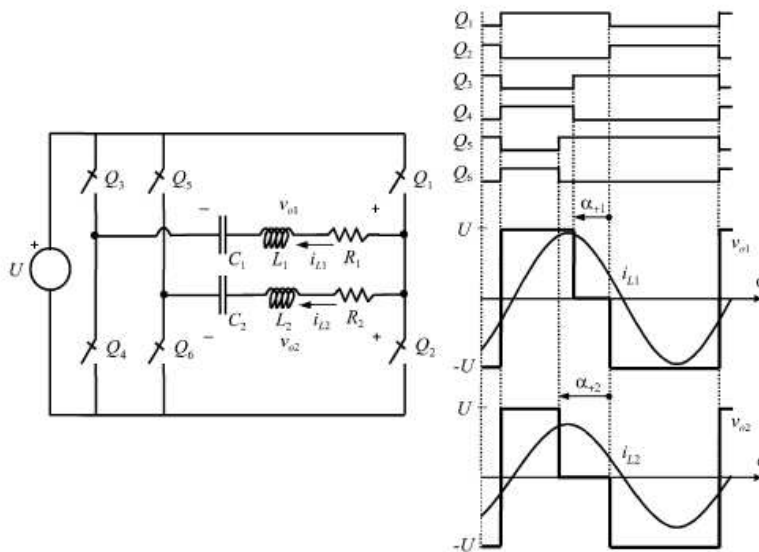 Q1
Q2
Q3
Q4
Q5
Q6
Q3
Q5
Q1
vo1
−
+
C1
L1
iL1
R1
+
U
C2
L2
iL2
R2
−
vo2
+
Q4
Q6
Q2
α+1
U
vo1
iL1
-U
α+2
U
vo2
iL2
-U